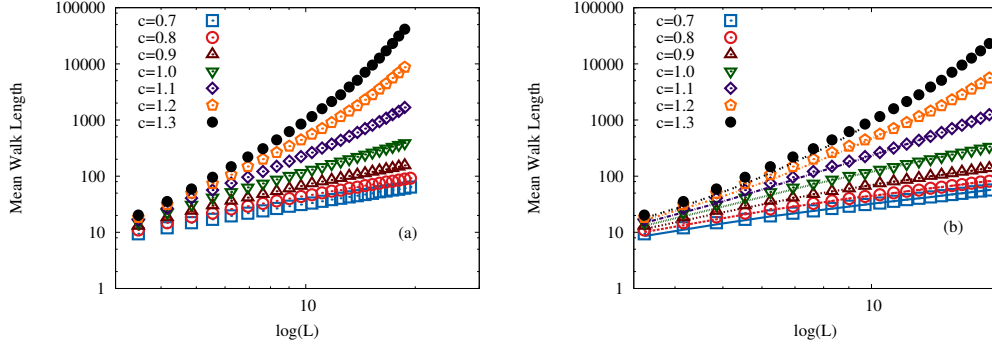 100000
10000
1000
100
10
1
Mean Walk Length
c=0.7
c=0.8
c=0.9
c=1.0
c=1.1
c=1.2
c=1.3
(a)
10
log(L)
100000
10000
1000
100
10
1
Mean Walk Length
c=0.7
c=0.8
c=0.9
c=1.0
c=1.1
c=1.2
c=1.3
(b)
10
log(L)